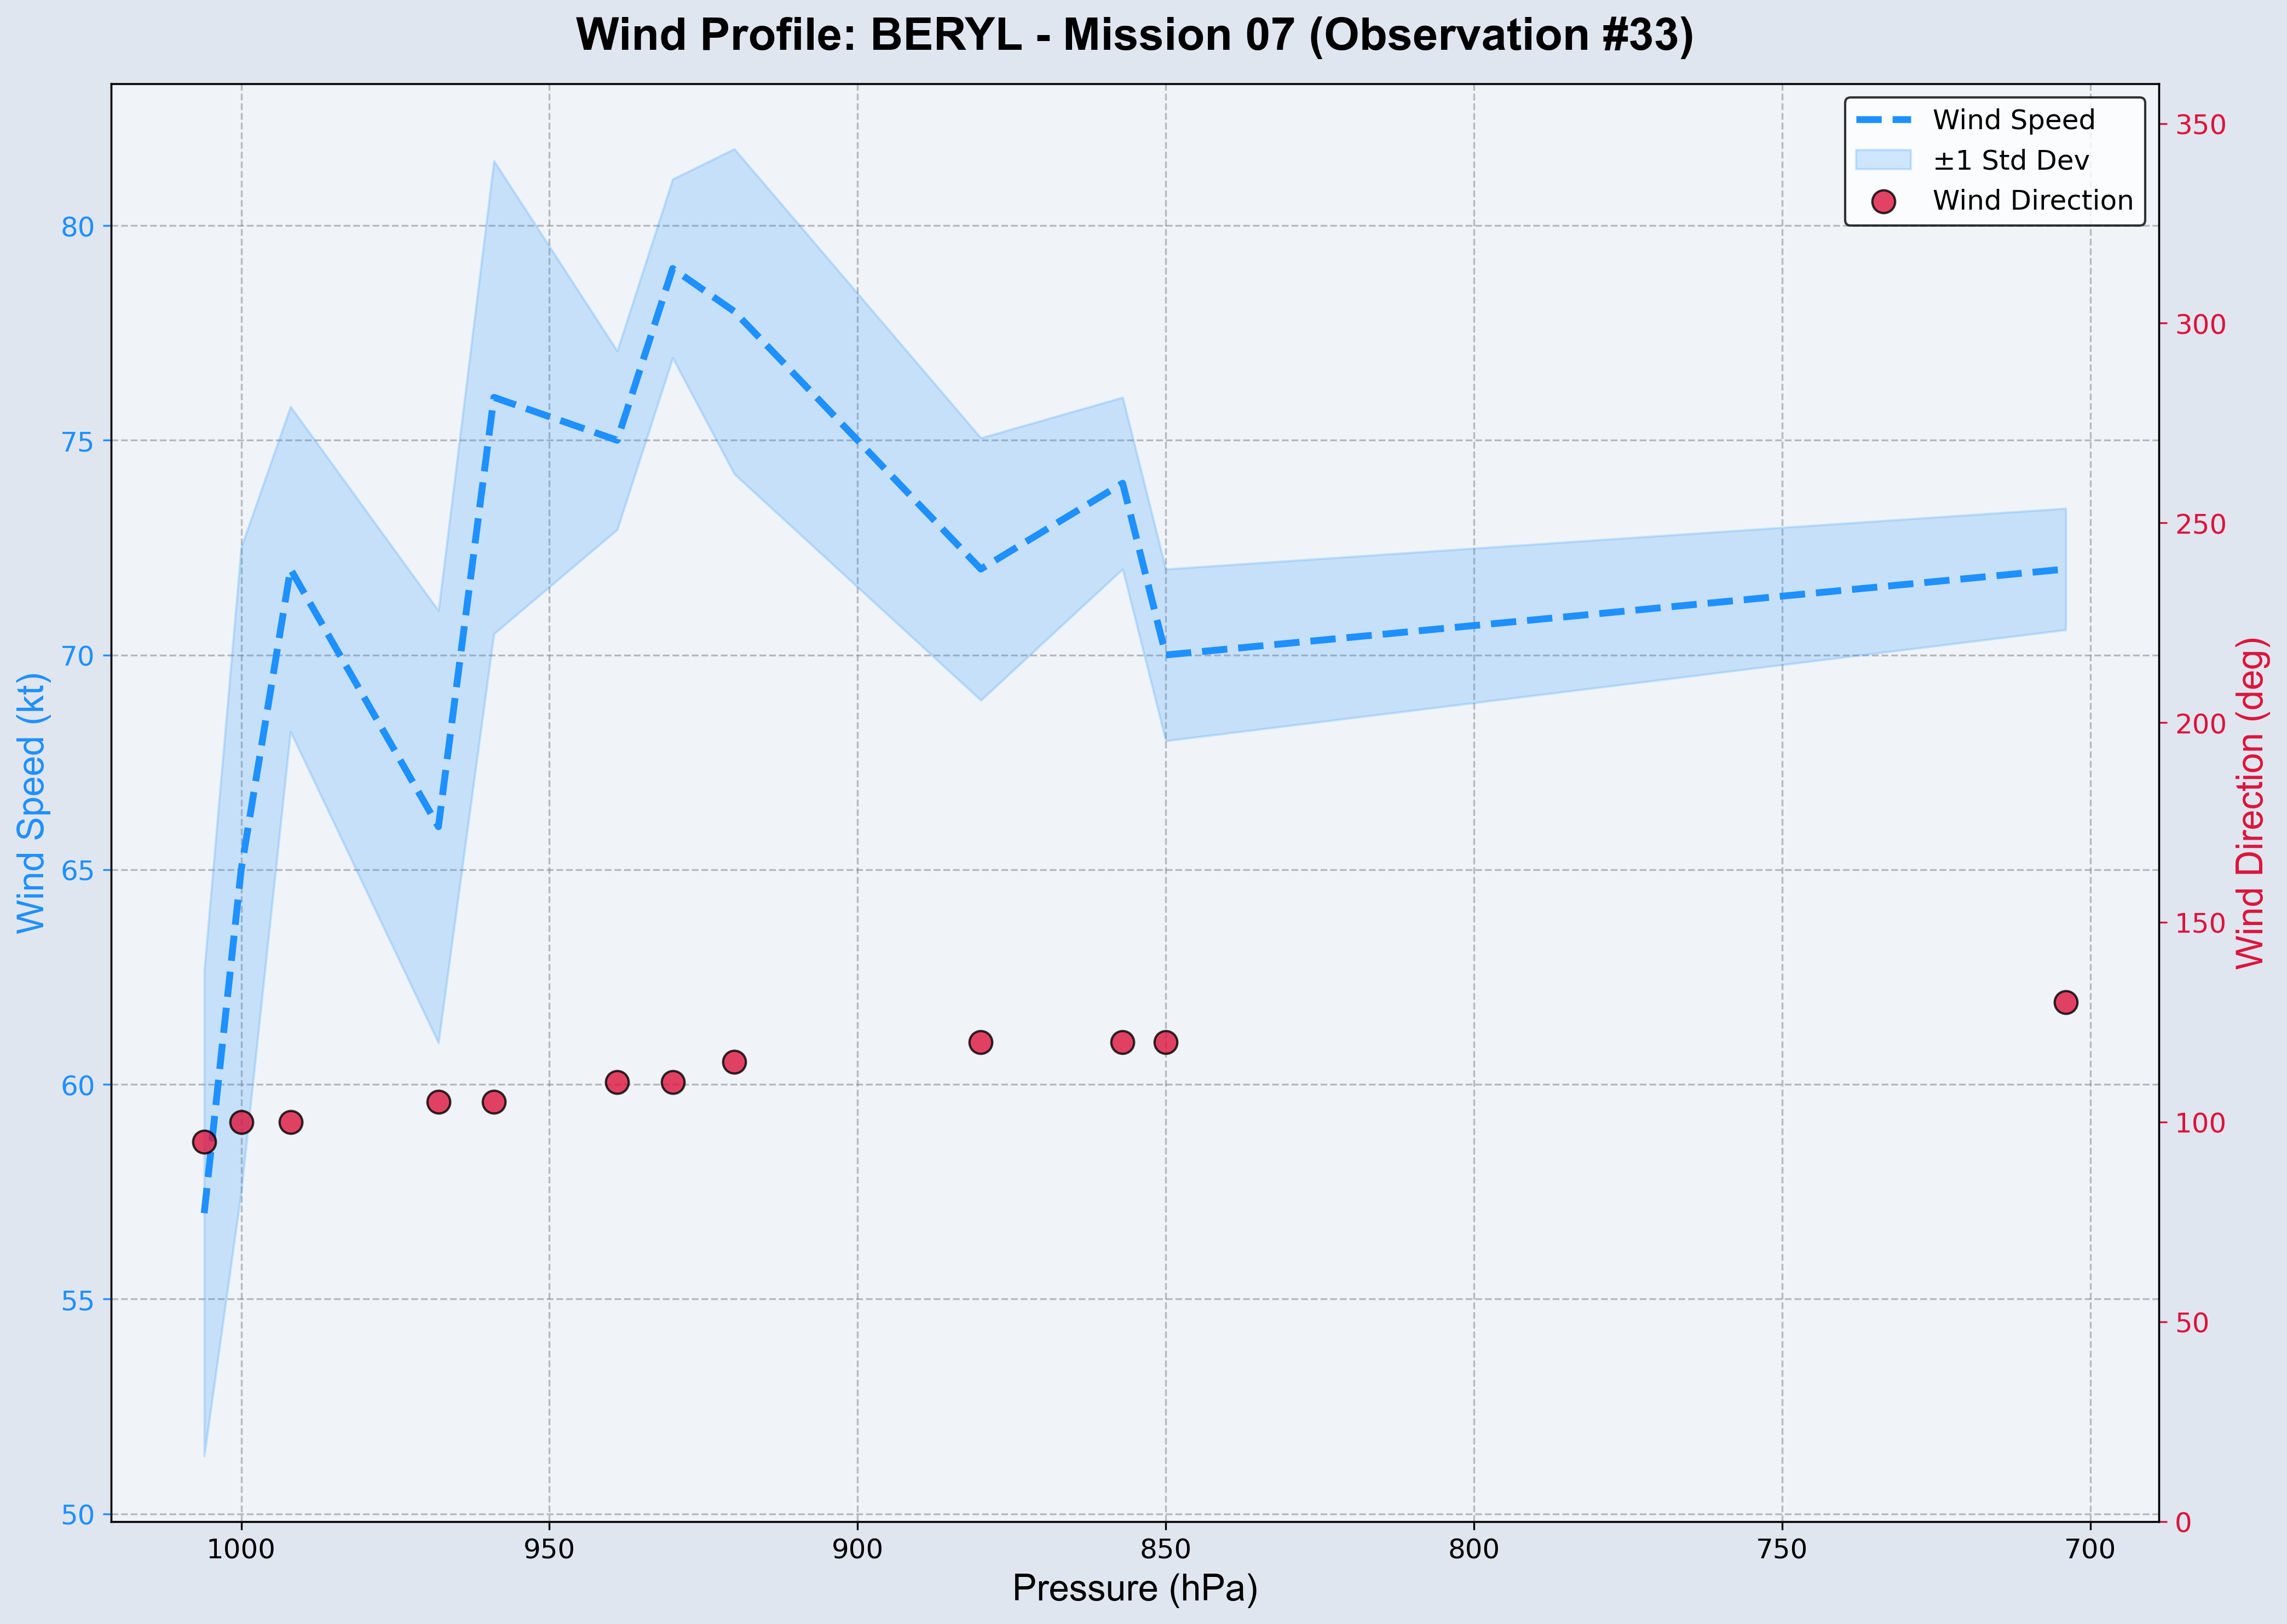 Wind Profile: BERYL - Mission 07 (Observation #33)
Wind Speed
±1 Std Dev
Wind Direction
Wind Speed (kt)
80
75
70
65
60
55
50
350
300
250
200
150
100
50
0
Wind Direction (deg)
1000 950 900 850 800 750 700
Pressure (hPa)